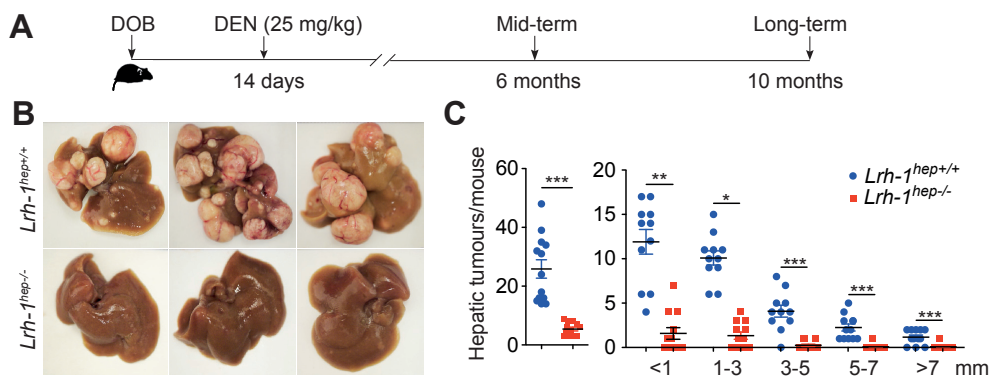 A
DOB
DEN (25 mg/kg)
Mid-term
Long-term
14 days
6 months
10 months
B
Lrh-1hep+/+
Lrh-1hep-/-
C
Hepatic tumours/mouse
60
40
20
0
***
20
15
10
5
0
**
*
***
***
***
Lrh-1hep+/+
Lrh-1hep-/-
<1
1-3
3-5
5-7
>7
mm